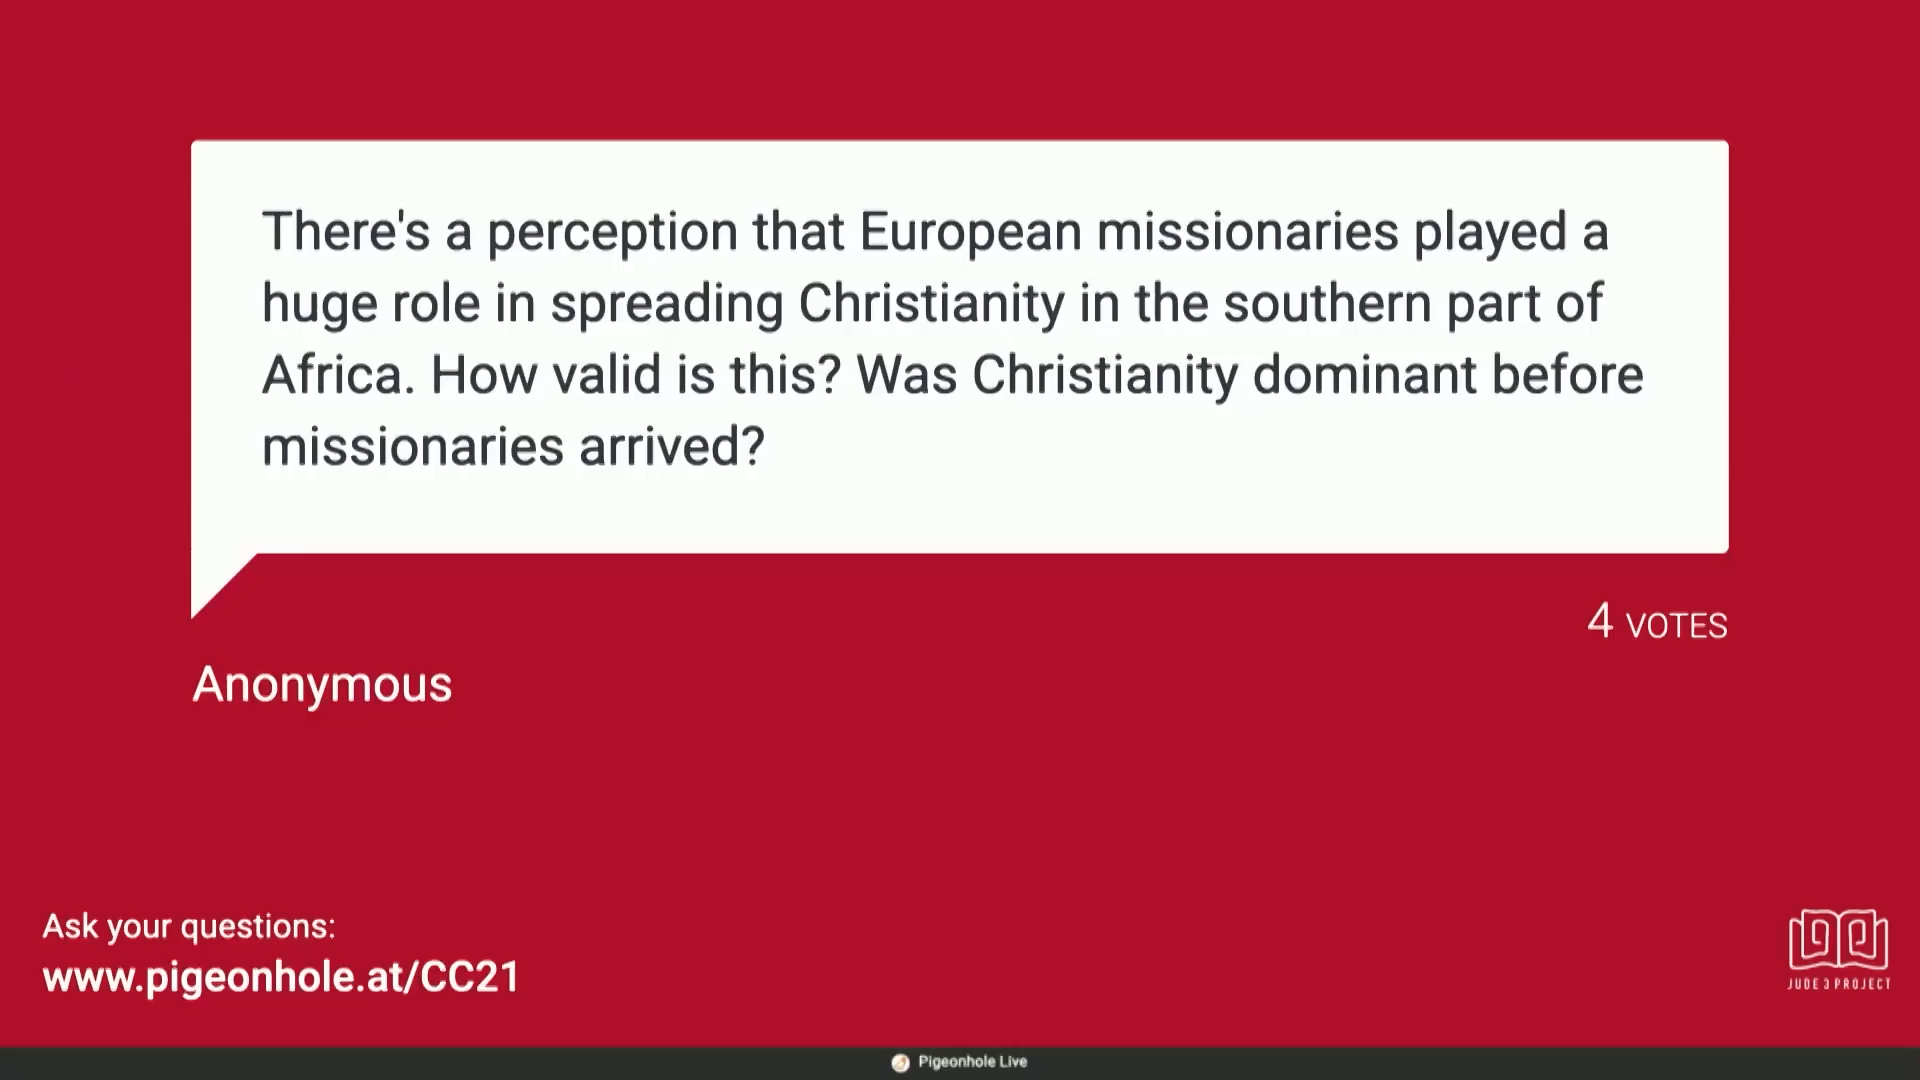 There's a perception that European missionaries played a
huge role in spreading Christianity in the southern part of
Africa. How valid is this? Was Christianity dominant before
missionaries arrived?
4 VOTES
Anonymous
Ask your questions:
www.pigeonhole.at/CC21
JUDE 3 PROJECT
Pigeonhole Live